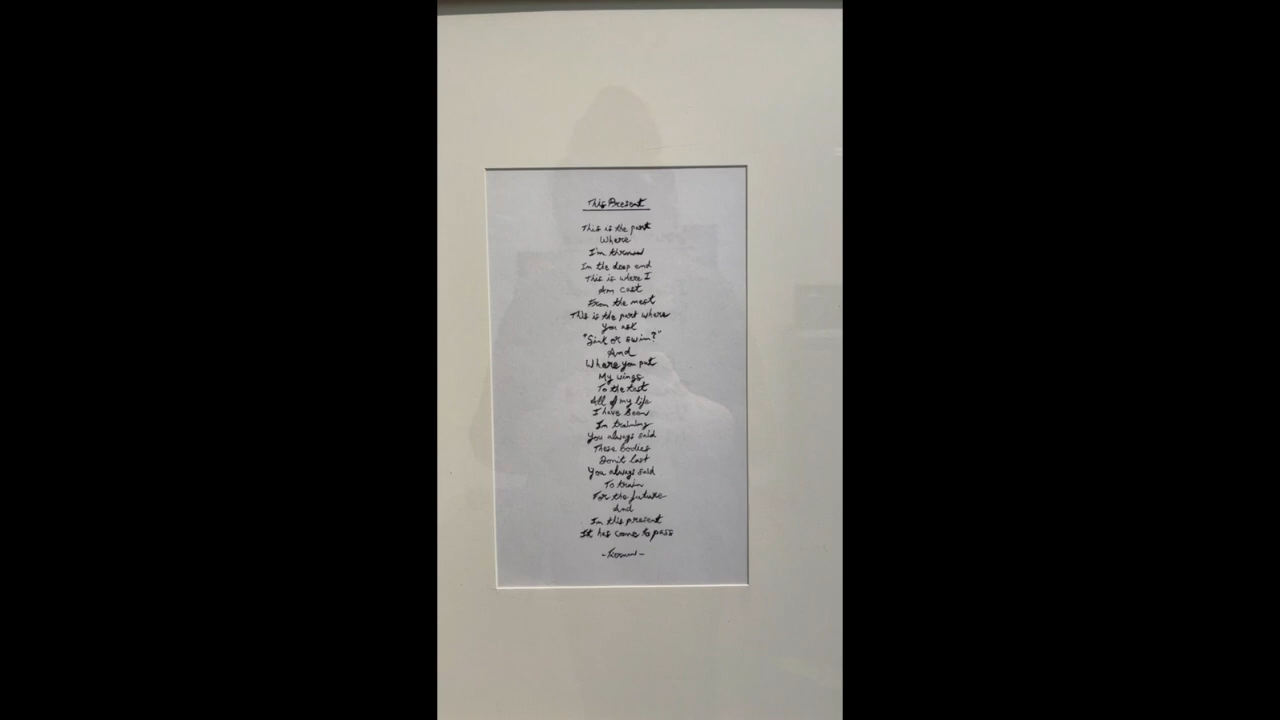 This Present
This is the part
Where
I'm thrown
In the deep end
This is where I
Am cast
From the nest
This is the part where
You ask
"Sink or swim?"
And
Where you put
My wings
To the test
All of my life
I have been
In training
You always said
These bodies
Don't last
You always said
To train
For the future
And
In this present
It has come to pass